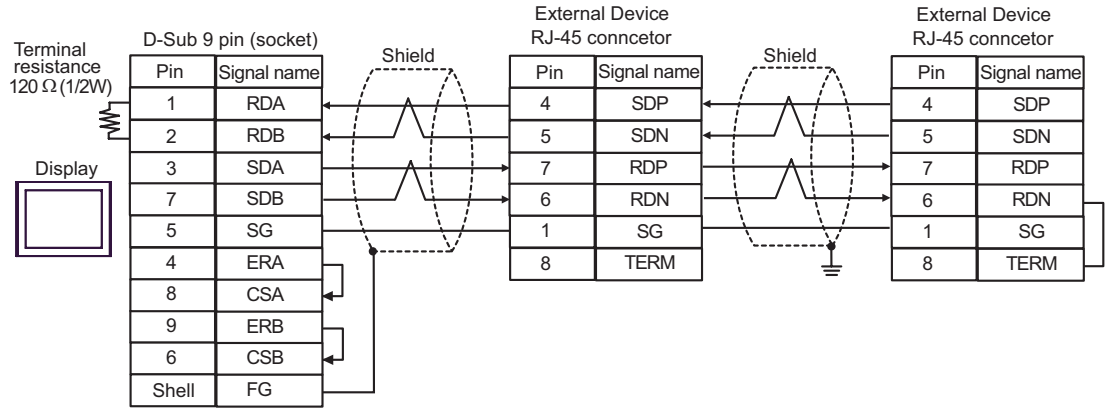 Terminal
resistance
120 Ω (1/2W)
Display
D-Sub 9 pin (socket)
Pin Signal name
1 RDA
2 RDB
3 SDA
7 SDB
5 SG
4 ERA
8 CSA
9 ERB
6 CSB
Shell FG
Shield
External Device
RJ-45 conncetor
Pin Signal name
4 SDP
5 SDN
7 RDP
6 RDN
1 SG
8 TERM
Shield
External Device
RJ-45 conncetor
Pin Signal name
4 SDP
5 SDN
7 RDP
6 RDN
1 SG
8 TERM